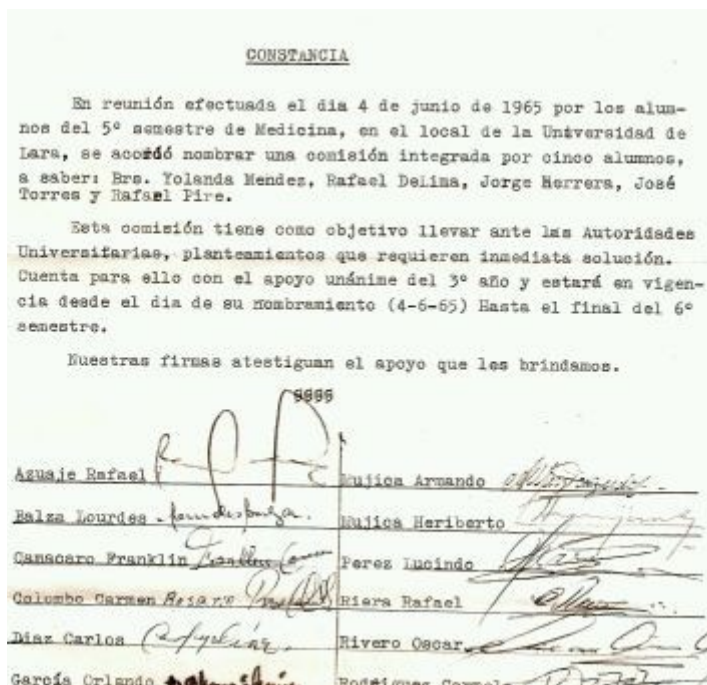 CONSTANCIA
En reunión efectuada el dia 4 de junio de 1965 por los alum-
nos del 5º semestre de Medicina, en el local de la Universidad de
Lara, se acordó nombrar una comisión integrada por cinco alumnos,
a saber: Brs. Yolanda Mendez, Rafael DeLima, Jorge Herrera, José
Torres y Rafael Pire.
Esta comisión tiene como objetivo llevar ante las Autoridades
Universitarias, planteamientos que requieren inmediata solución.
Cuenta para ello con el apoyo unánime del 3º año y estará en vigen-
cia desde el dia de su nombramiento (4-6-65) Hasta el final del 6º
semestre.
Nuestras firmas atestiguan el apoyo que les brindamos.
§§§§
Azuaje Rafael Mujica Armando
Balza Lourdes Mujica Heriberto
Canacaro Franklin Perez Lucindo
Colombo Carmen Rosario Riera Rafael
Diaz Carlos Rivero Oscar
García Orlando Rodriguez Carmelo